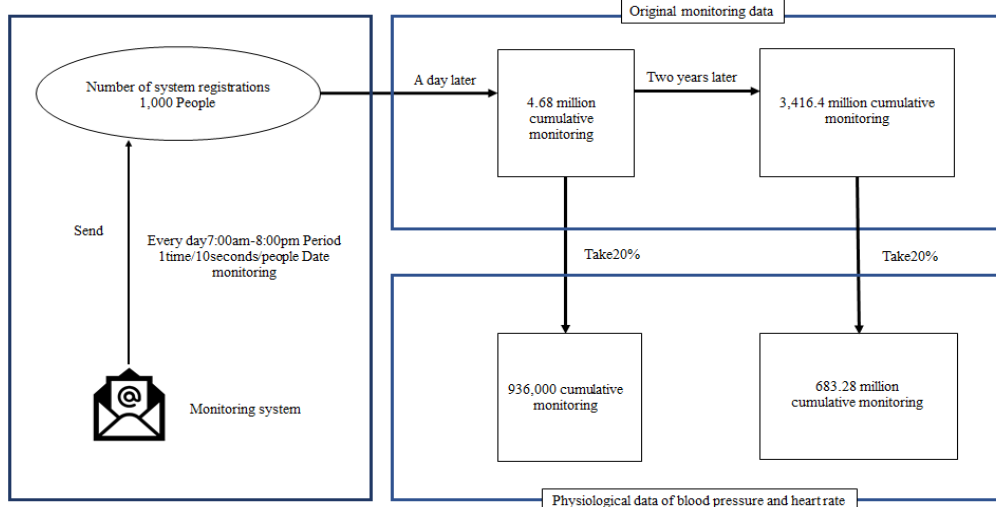 Original monitoring data
Number of system registrations
1,000 People
A day later
4.68 million
cumulative
monitoring
Two years later
3,416.4 million cumulative
monitoring
Send
Every day7:00am-8:00pm Period
1time/10seconds/people Date
monitoring
Take20%
Take20%
Monitoring system
936,000 cumulative
monitoring
683.28 million
cumulative monitoring
Physiological data of blood pressure and heart rate